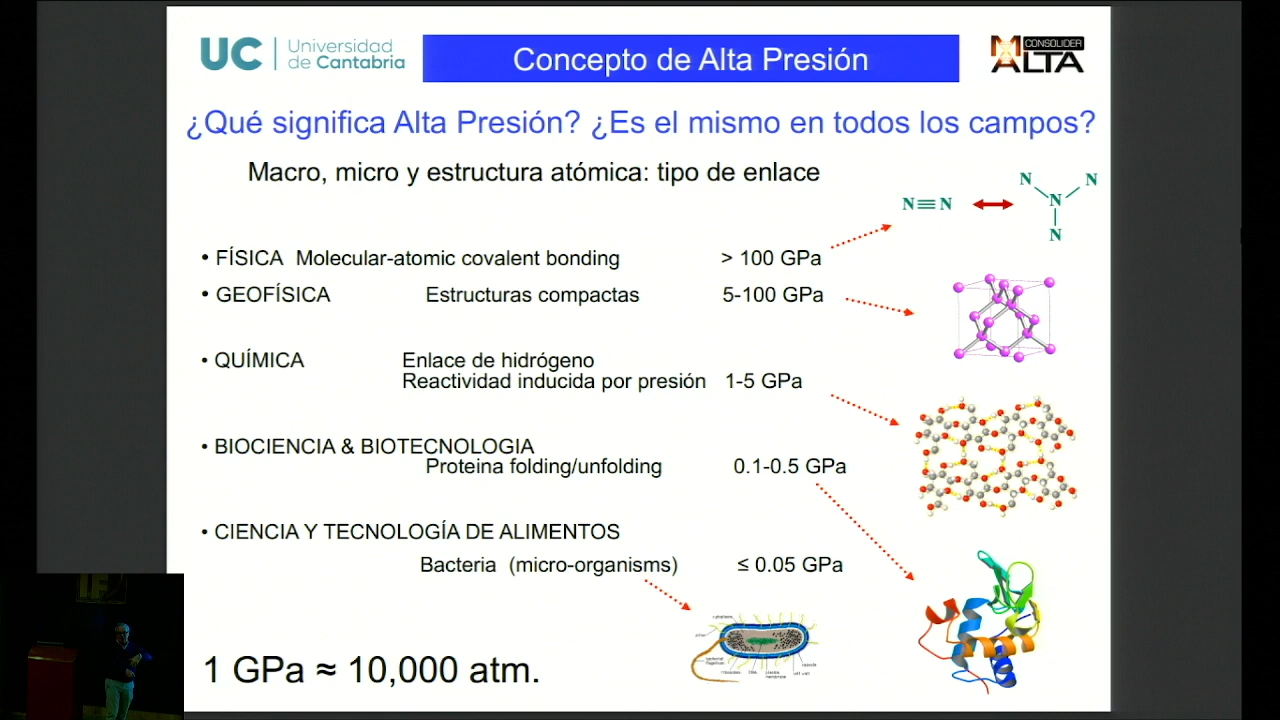 UC Universidad de Cantabria
Concepto de Alta Presión
CONSOLIDER
MALTA
¿Qué significa Alta Presión? ¿Es el mismo en todos los campos?
Macro, micro y estructura atómica: tipo de enlace
N≡N
N N
N
N
• FÍSICA Molecular-atomic covalent bonding > 100 GPa
• GEOFÍSICA Estructuras compactas 5-100 GPa
• QUÍMICA Enlace de hidrógeno
Reactividad inducida por presión 1-5 GPa
• BIOCIENCIA & BIOTECNOLOGIA
Proteina folding/unfolding 0.1-0.5 GPa
• CIENCIA Y TECNOLOGÍA DE ALIMENTOS
Bacteria (micro-organisms) ≤ 0.05 GPa
1 GPa ≈ 10,000 atm.